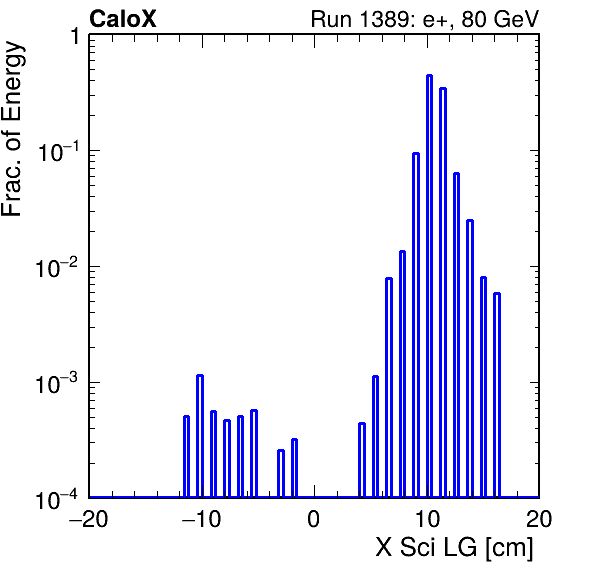 CaloX Run 1389: e+, 80 GeV
Frac. of Energy
1
10⁻¹
10⁻²
10⁻³
10⁻⁴
−20 −10 0 10 20
X Sci LG [cm]